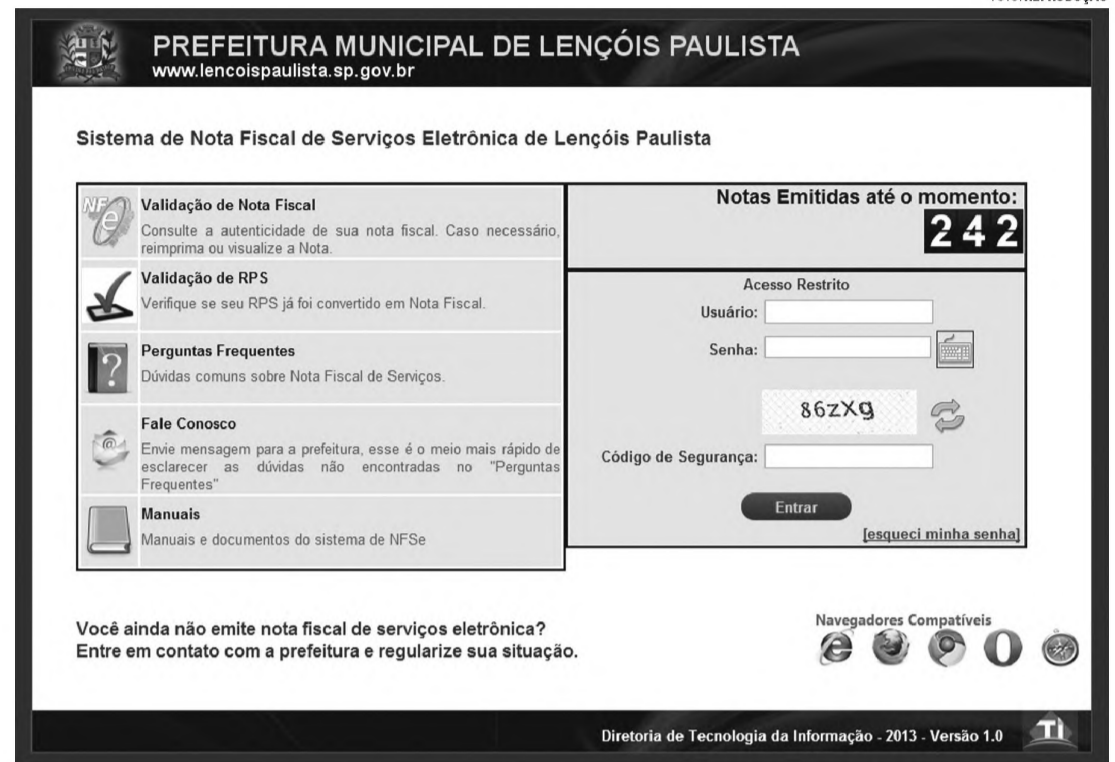 PREFEITURA MUNICIPAL DE LENÇÓIS PAULISTA
www.lencoispaulista.sp.gov.br
Sistema de Nota Fiscal de Serviços Eletrônica de Lençóis Paulista
NF
e
Validação de Nota Fiscal
Consulte a autenticidade de sua nota fiscal. Caso necessário,
reimprima ou visualize a Nota.
Validação de RPS
Verifique se seu RPS já foi convertido em Nota Fiscal.
?
Perguntas Frequentes
Dúvidas comuns sobre Nota Fiscal de Serviços.
@
Fale Conosco
Envie mensagem para a prefeitura, esse é o meio mais rápido de
esclarecer as dúvidas não encontradas no "Perguntas
Frequentes"
Manuais
Manuais e documentos do sistema de NFSe
Notas Emitidas até o momento:
242
Acesso Restrito
Usuário:
Senha:
86zXg
Código de Segurança:
Entrar
[esqueci minha senha]
Você ainda não emite nota fiscal de serviços eletrônica?
Entre em contato com a prefeitura e regularize sua situação.
Navegadores Compatíveis
Diretoria de Tecnologia da Informação - 2013 - Versão 1.0
TI